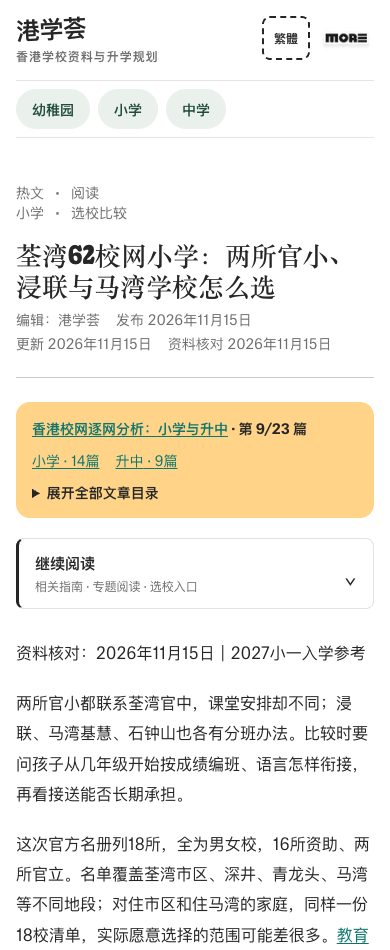 港学荟
香港学校资料与升学规划
繁體
MORE
幼稚园 小学 中学
热文 • 阅读
小学 • 选校比较
荃湾62校网小学：两所官小、
浸联与马湾学校怎么选
编辑：港学荟 发布 2026年11月15日
更新 2026年11月15日 资料核对 2026年11月15日
香港校网逐网分析：小学与升中 · 第 9/23 篇
小学 · 14篇 升中 · 9篇
▶ 展开全部文章目录
继续阅读
相关指南 · 专题阅读 · 选校入口
资料核对：2026年11月15日｜2027小一入学参考
两所官小都联系荃湾官中，课堂安排却不同；浸
联、马湾基慧、石钟山也各有分班办法。比较时要
问孩子从几年级开始按成绩编班、语言怎样衔接，
再看接送能否长期承担。
这次官方名册列18所，全为男女校，16所资助、两
所官立。名单覆盖荃湾市区、深井、青龙头、马湾
等不同地段；对住市区和住马湾的家庭，同样一份
18校清单，实际愿意选择的范围可能差很多。教育